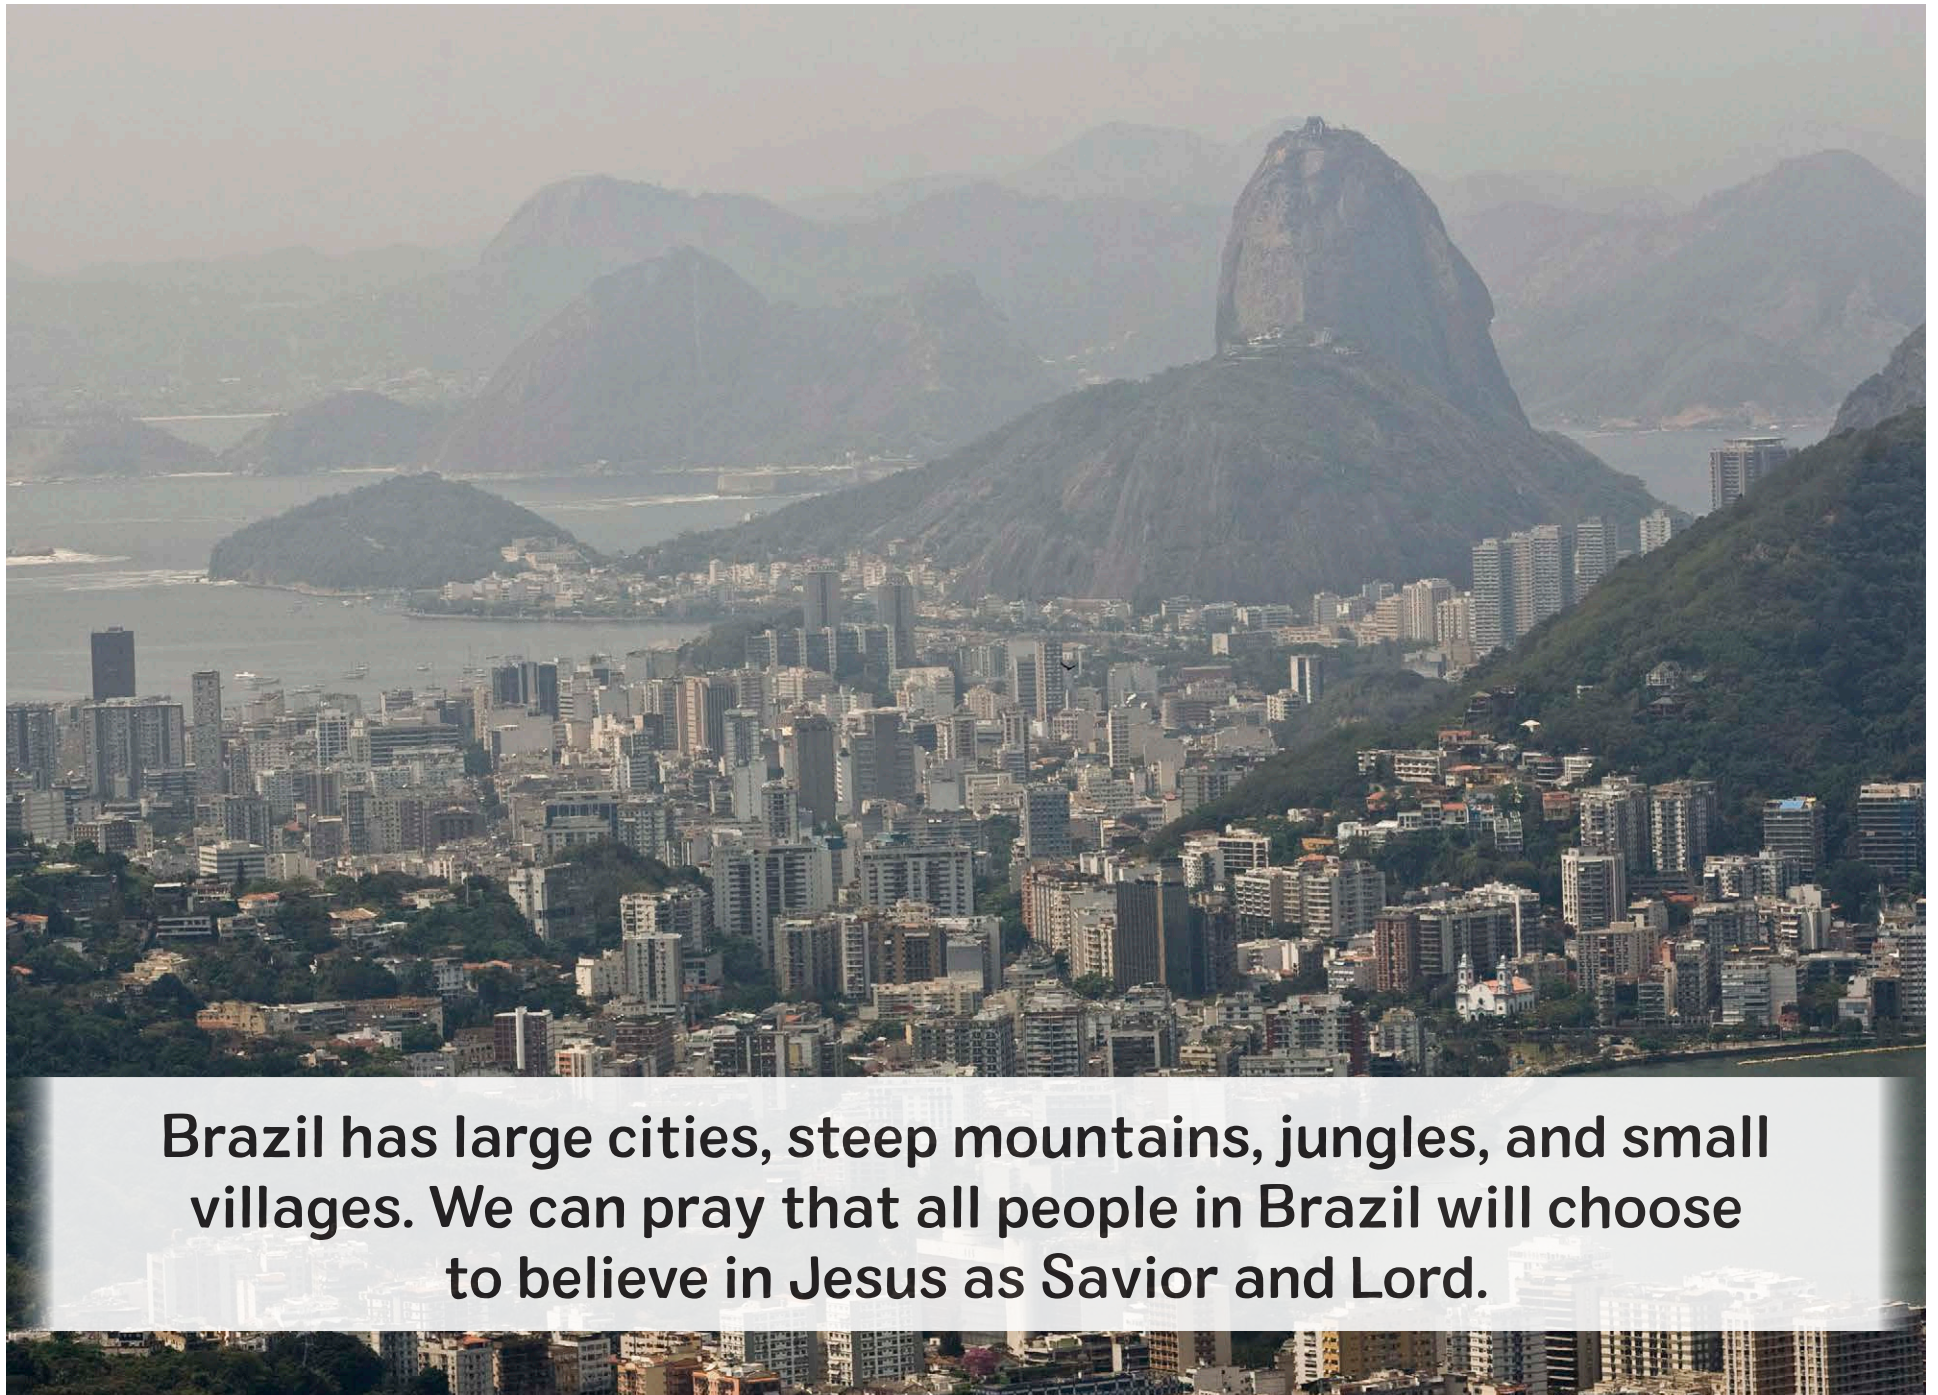 Brazil has large cities, steep mountains, jungles, and small
villages. We can pray that all people in Brazil will choose
to believe in Jesus as Savior and Lord.